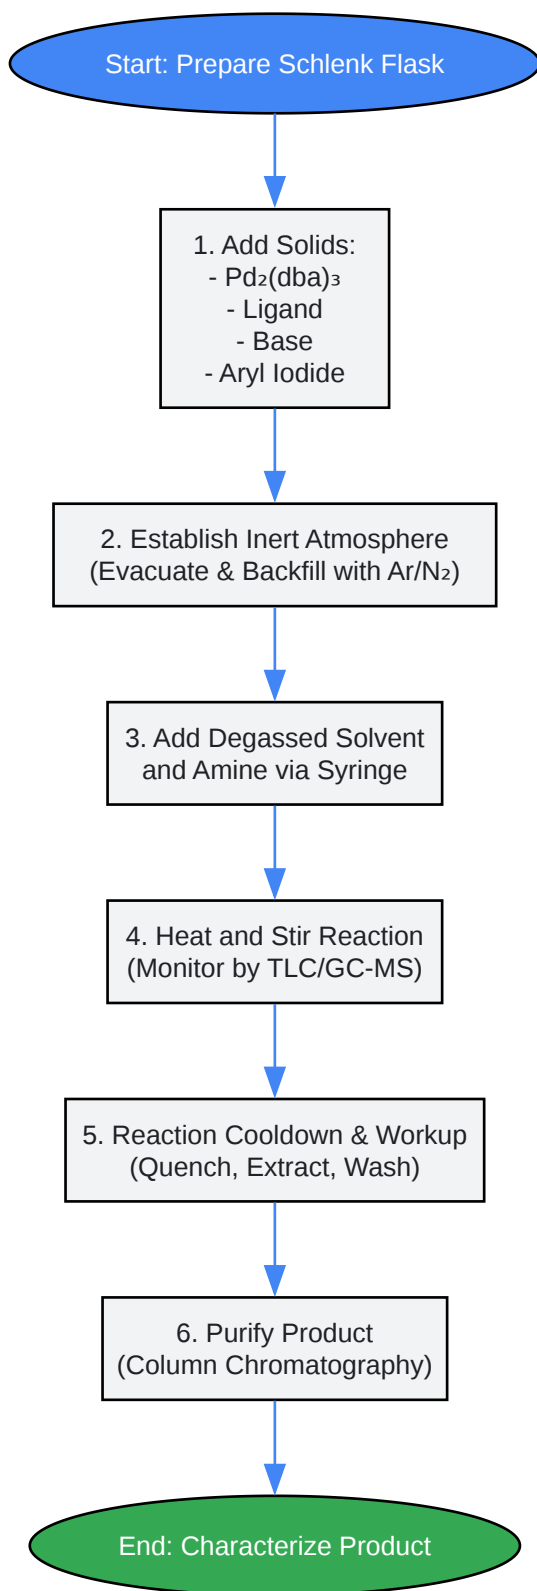 Start: Prepare Schlenk Flask
1. Add Solids:
- Pd₂(dba)₃
- Ligand
- Base
- Aryl Iodide
2. Establish Inert Atmosphere
(Evacuate & Backfill with Ar/N₂)
3. Add Degassed Solvent
and Amine via Syringe
4. Heat and Stir Reaction
(Monitor by TLC/GC-MS)
5. Reaction Cooldown & Workup
(Quench, Extract, Wash)
6. Purify Product
(Column Chromatography)
End: Characterize Product